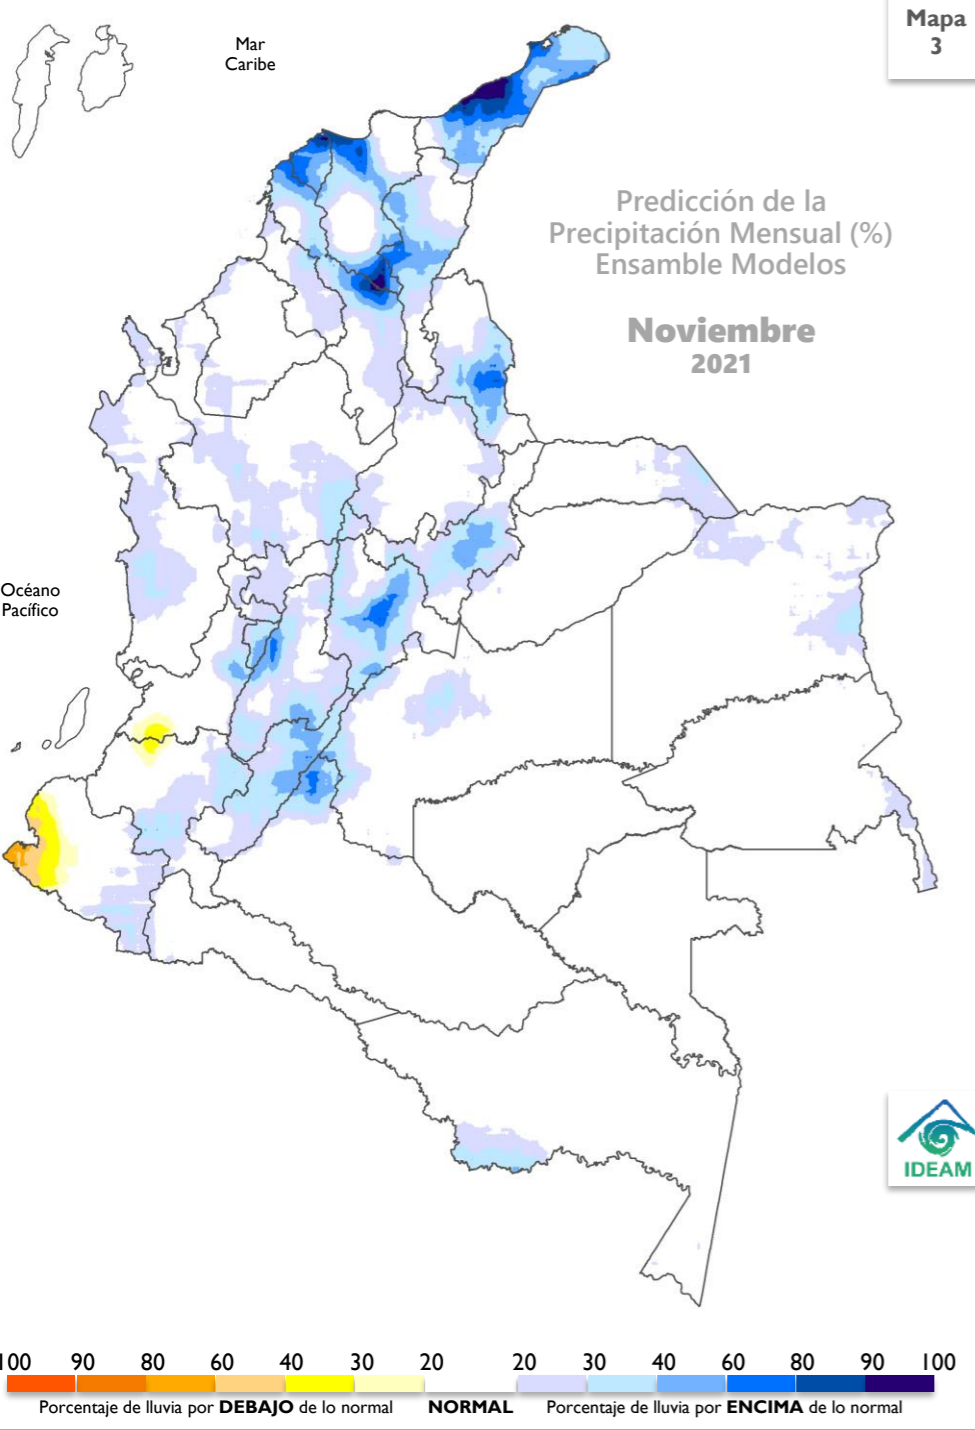 Mapa
3
Mar
Caribe
Predicción de la
Precipitación Mensual (%)
Ensamble Modelos
Noviembre
2021
Océano
Pacífico
IDEAM
100 90 80 60 40 30 20 20 30 40 60 80 90 100
Porcentaje de lluvia por DEBAJO de lo normal NORMAL Porcentaje de lluvia por ENCIMA de lo normal